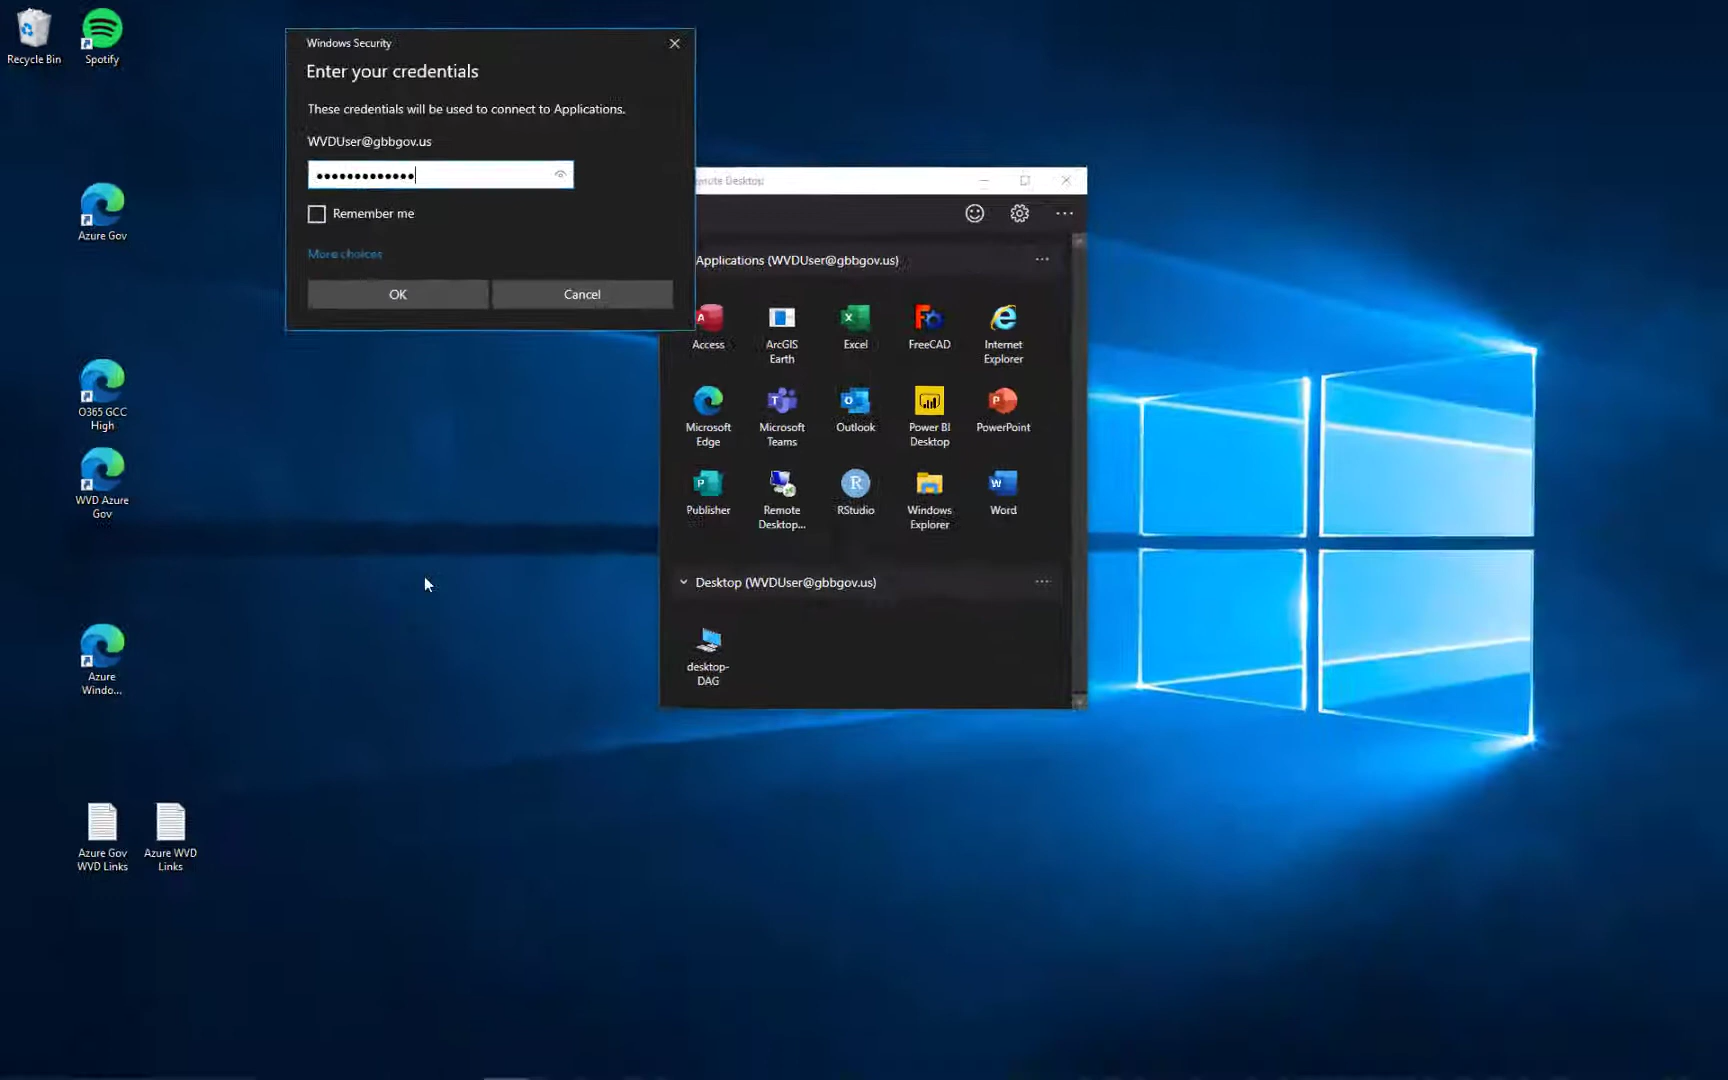 Recycle Bin
Spotify
Azure Gov
O365 GCC
High
WVD Azure
Gov
Azure
Windo...
Azure Gov
WVD Links
Azure WVD
Links
Windows Security
Enter your credentials
These credentials will be used to connect to Applications.
WVDUser@gbbgov.us
Remember me
More choices
OK
Cancel
Desktop
Applications (WVDUser@gbbgov.us)
Access
ArcGIS
Earth
Excel
FreeCAD
Internet
Explorer
Microsoft
Edge
Microsoft
Teams
Outlook
Power BI
Desktop
PowerPoint
Publisher
Remote
Desktop...
RStudio
Windows
Explorer
Word
Desktop (WVDUser@gbbgov.us)
desktop-
DAG